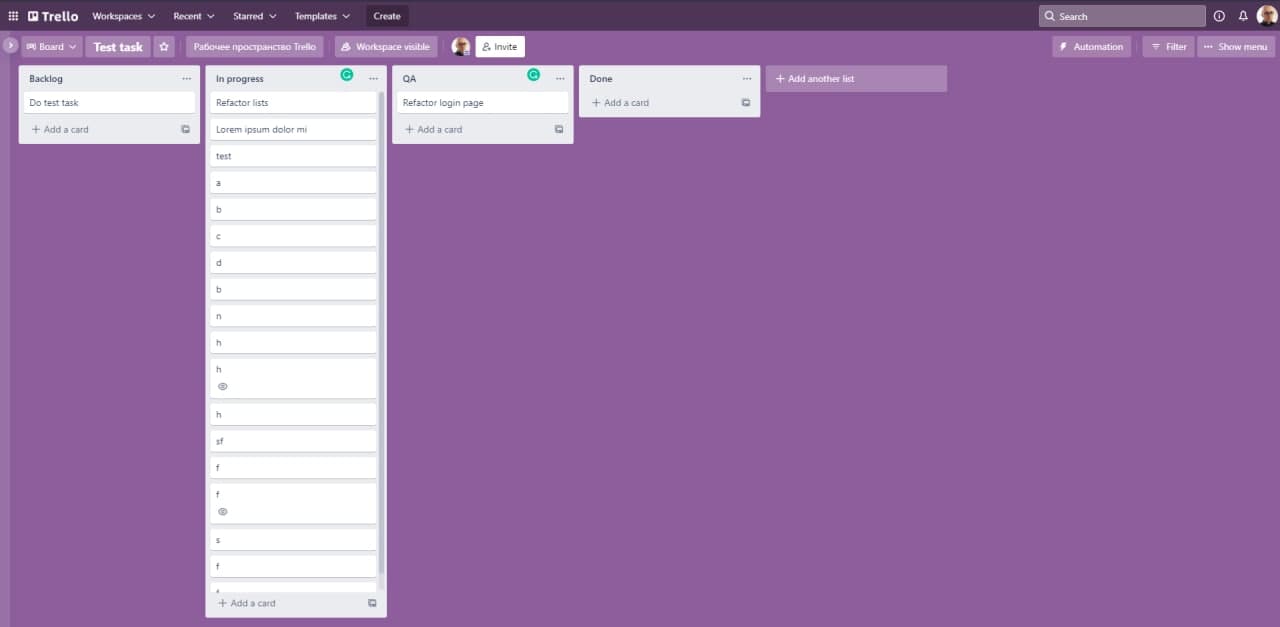 Trello Workspaces Recent Starred Templates Create Search
Board Test task Рабочее пространство Trello Workspace visible Invite Automation Filter Show menu
Backlog
Do test task
Add a card
In progress
Refactor lists
Lorem ipsum dolor mi
test
a
b
c
d
b
n
h
h
h
sf
f
f
s
f
Add a card
QA
Refactor login page
Add a card
Done
Add a card
Add another list